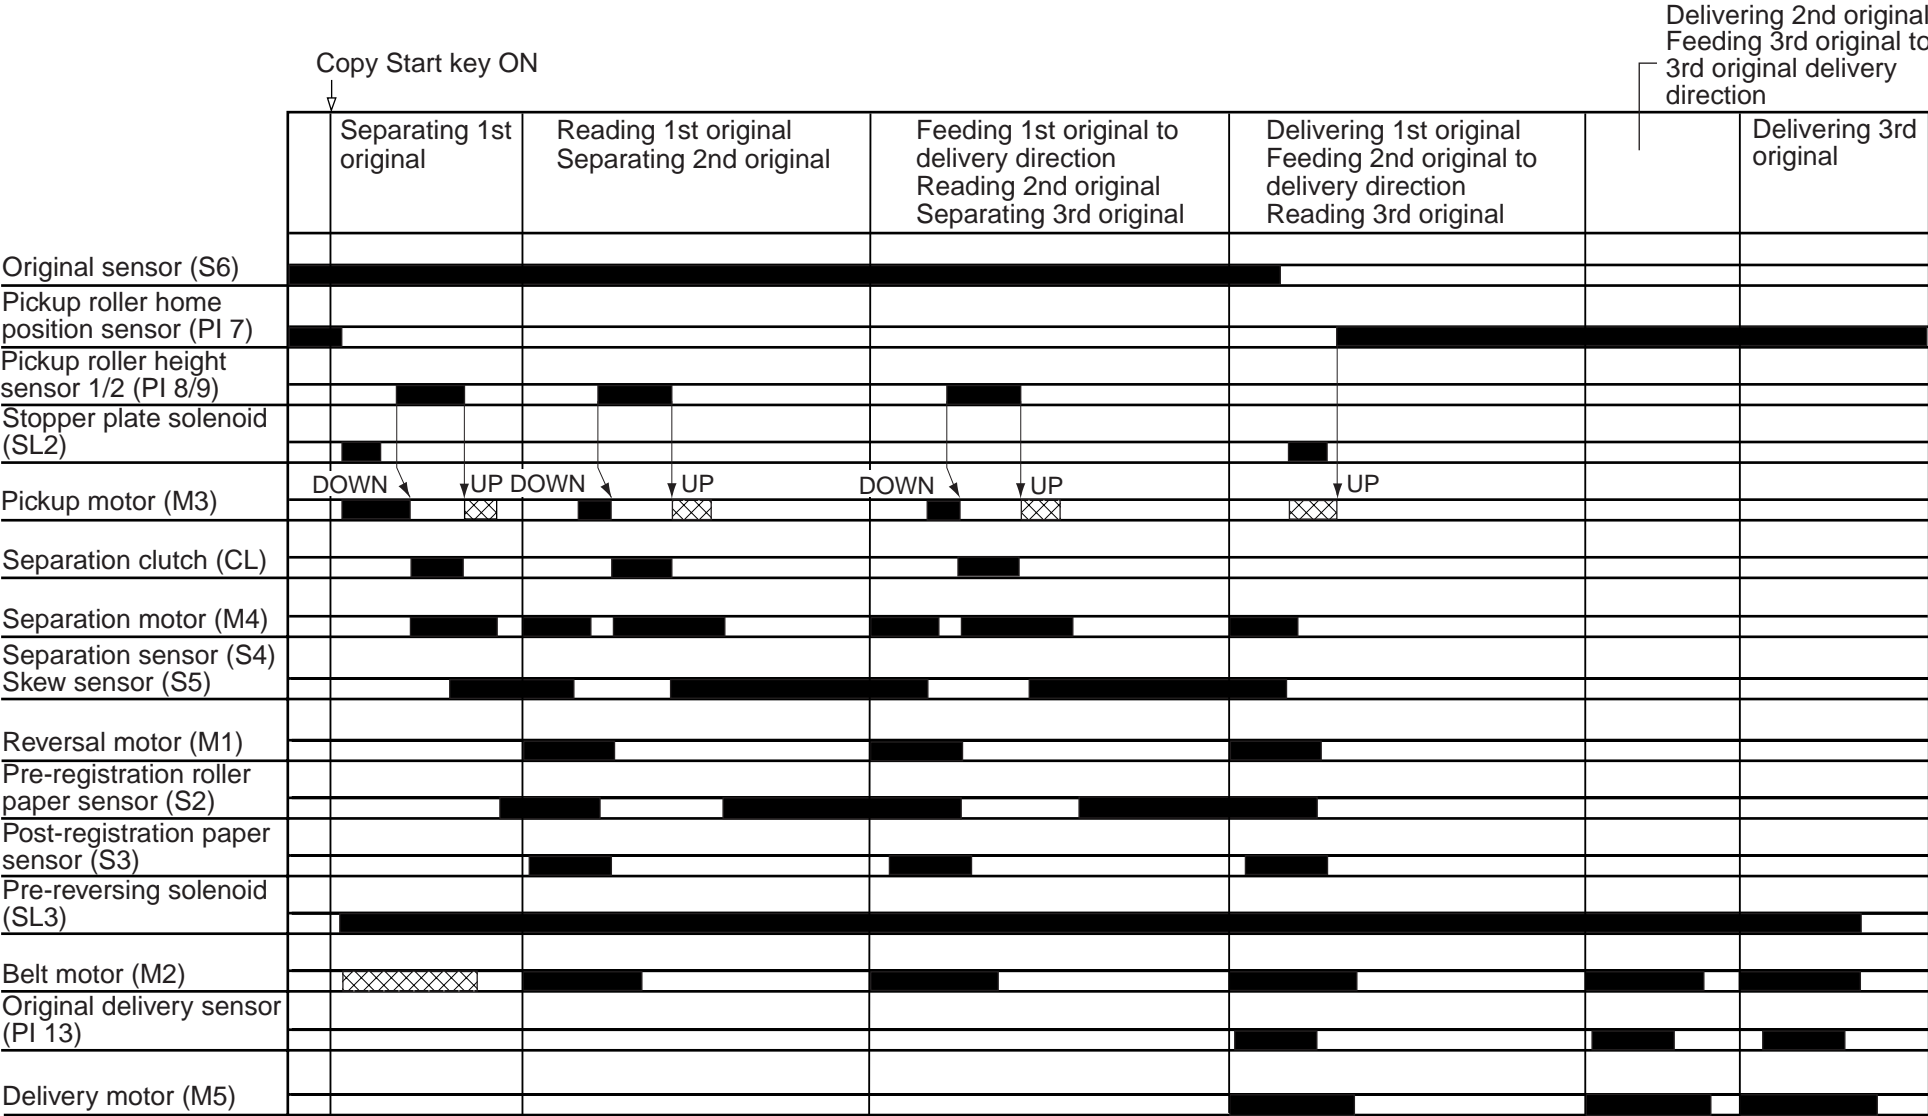 Delivering 2nd original
Feeding 3rd original to
3rd original delivery
direction
Copy Start key ON
Separating 1st
original
Reading 1st original
Separating 2nd original
Feeding 1st original to
delivery direction
Reading 2nd original
Separating 3rd original
Delivering 1st original
Feeding 2nd original to
delivery direction
Reading 3rd original
Delivering 3rd
original
Original sensor (S6)
Pickup roller home
position sensor (PI 7)
Pickup roller height
sensor 1/2 (PI 8/9)
Stopper plate solenoid
(SL2)
DOWN UP DOWN UP DOWN UP UP
Pickup motor (M3)
Separation clutch (CL)
Separation motor (M4)
Separation sensor (S4)
Skew sensor (S5)
Reversal motor (M1)
Pre-registration roller
paper sensor (S2)
Post-registration paper
sensor (S3)
Pre-reversing solenoid
(SL3)
Belt motor (M2)
Original delivery sensor
(PI 13)
Delivery motor (M5)